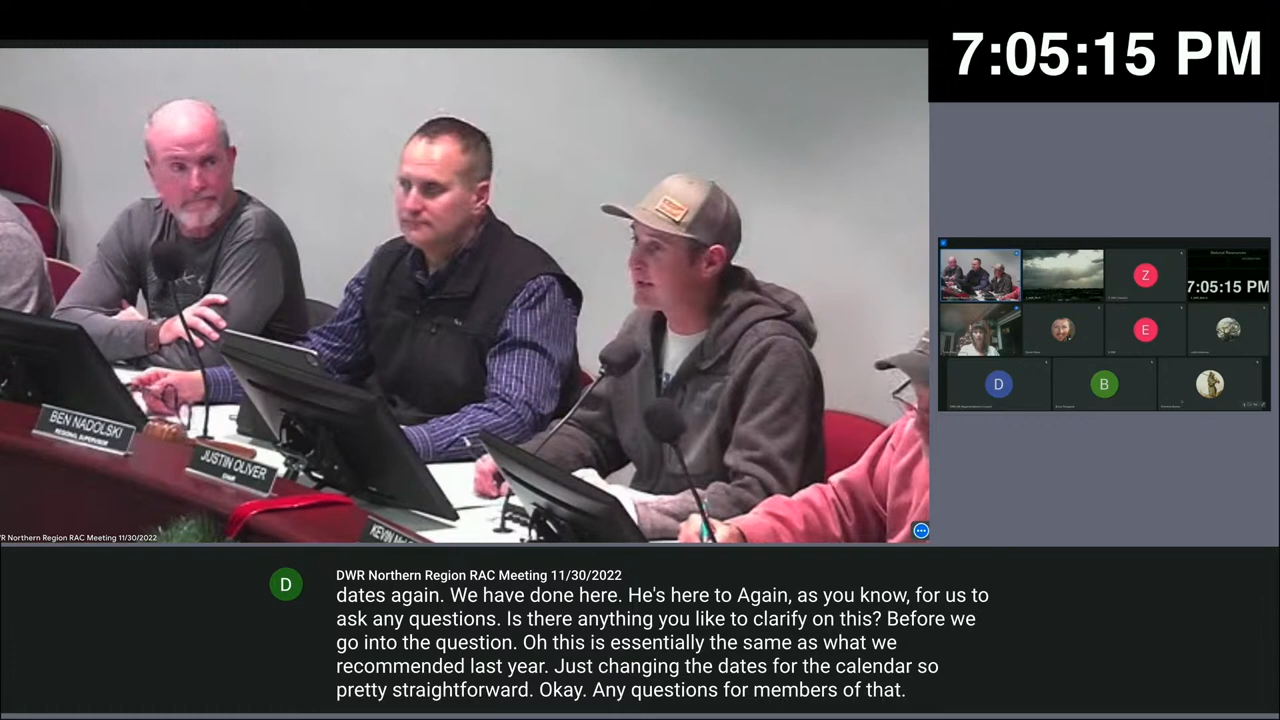 7:05:15 PM
BEN NADOLSKI
REGIONAL SUPERVISOR
JUSTIN OLIVER
CHAIR
KEVIN
R Northern Region RAC Meeting 11/30/2022
Z
7:05:15 PM
E
D
B
D
DWR Northern Region RAC Meeting 11/30/2022
dates again. We have done here. He's here to Again, as you know, for us to
ask any questions. Is there anything you like to clarify on this? Before we
go into the question. Oh this is essentially the same as what we
recommended last year. Just changing the dates for the calendar so
pretty straightforward. Okay. Any questions for members of that.